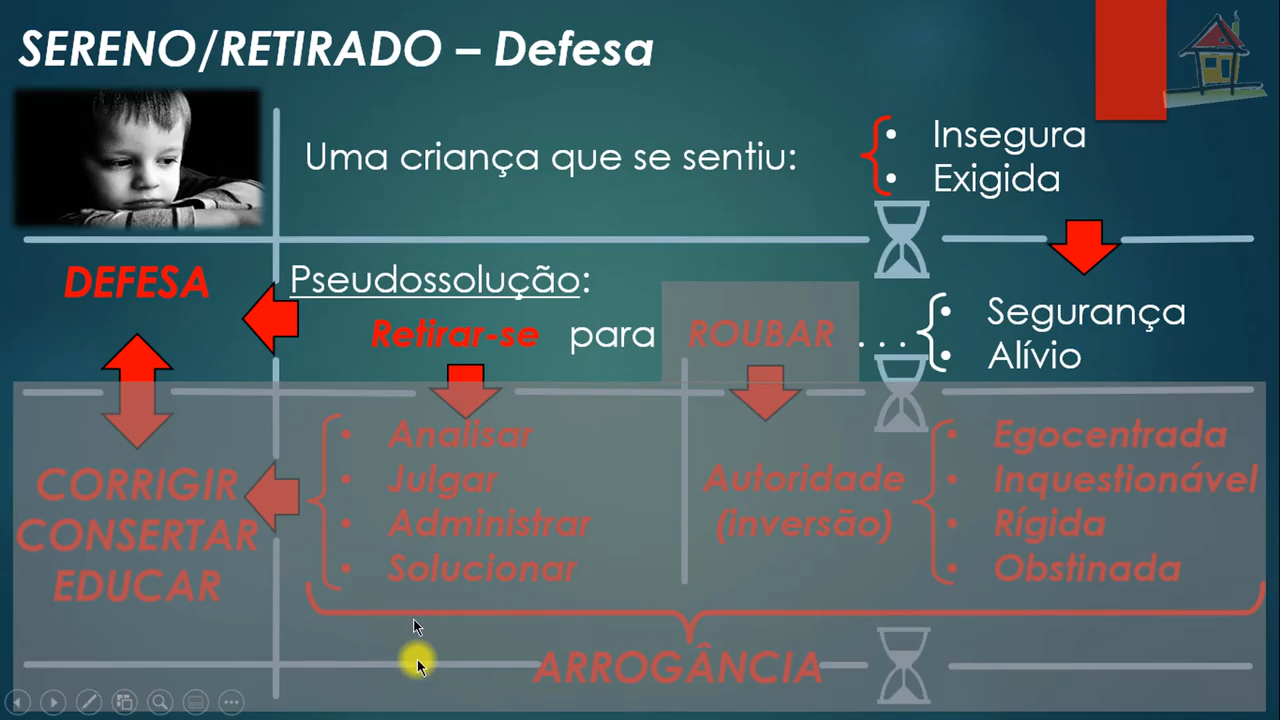 SERENO/RETIRADO – Defesa
Uma criança que se sentiu:
• Insegura
• Exigida
DEFESA
Pseudossolução:
Retirar-se para ROUBAR . . .
• Segurança
• Alívio
CORRIGIR
CONSERTAR
EDUCAR
• Analisar
• Julgar
• Administrar
• Solucionar
Autoridade
(inversão)
• Egocentrada
• Inquestionável
• Rígida
• Obstinada
ARROGÂNCIA